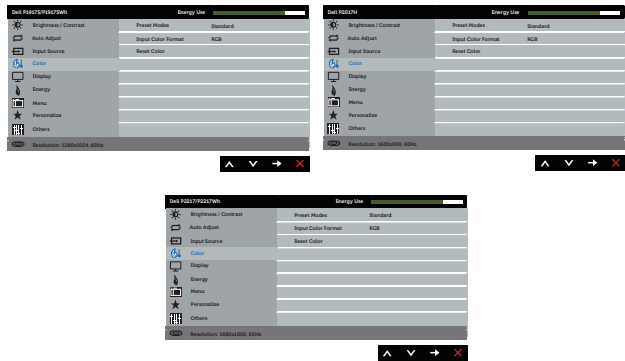 Dell P1917S/P1917SWh Energy Use
Brightness / Contrast Preset Modes Standard
Auto Adjust Input Color Format RGB
Input Source Reset Color
Color
Display
Energy
Menu
Personalize
Others
Resolution: 1280x1024, 60Hz
Dell P2017H Energy Use
Brightness / Contrast Preset Modes Standard
Auto Adjust Input Color Format RGB
Input Source Reset Color
Color
Display
Energy
Menu
Personalize
Others
Resolution: 1600x900, 60Hz
Dell P2217/P2217Wh Energy Use
Brightness / Contrast Preset Modes Standard
Auto Adjust Input Color Format RGB
Input Source Reset Color
Color
Display
Energy
Menu
Personalize
Others
Resolution: 1680x1050, 60Hz